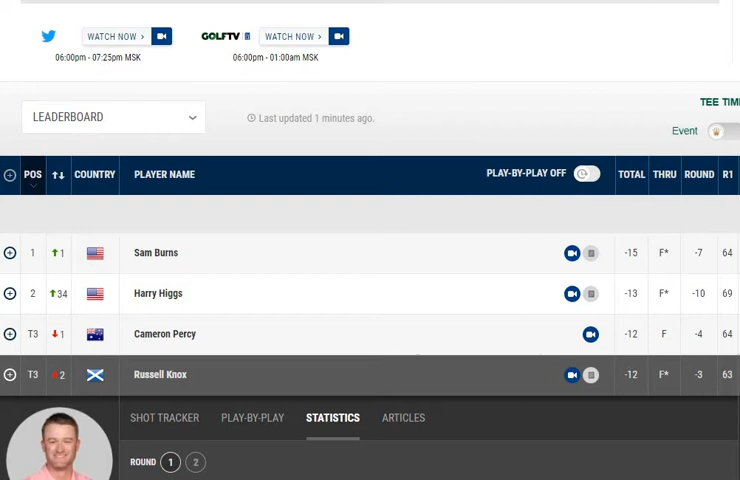 WATCH NOW > GOLFTV WATCH NOW >
06:00pm - 07:25pm MSK 06:00pm - 01:00am MSK
TEE TIM
LEADERBOARD Last updated 1 minutes ago.
Event
POS COUNTRY PLAYER NAME PLAY-BY-PLAY OFF TOTAL THRU ROUND R1
1 1 Sam Burns -15 F* -7 64
2 34 Harry Higgs -13 F* -10 69
T3 1 Cameron Percy -12 F -4 64
T3 2 Russell Knox -12 F* -3 63
SHOT TRACKER PLAY-BY-PLAY STATISTICS ARTICLES
ROUND 1 2